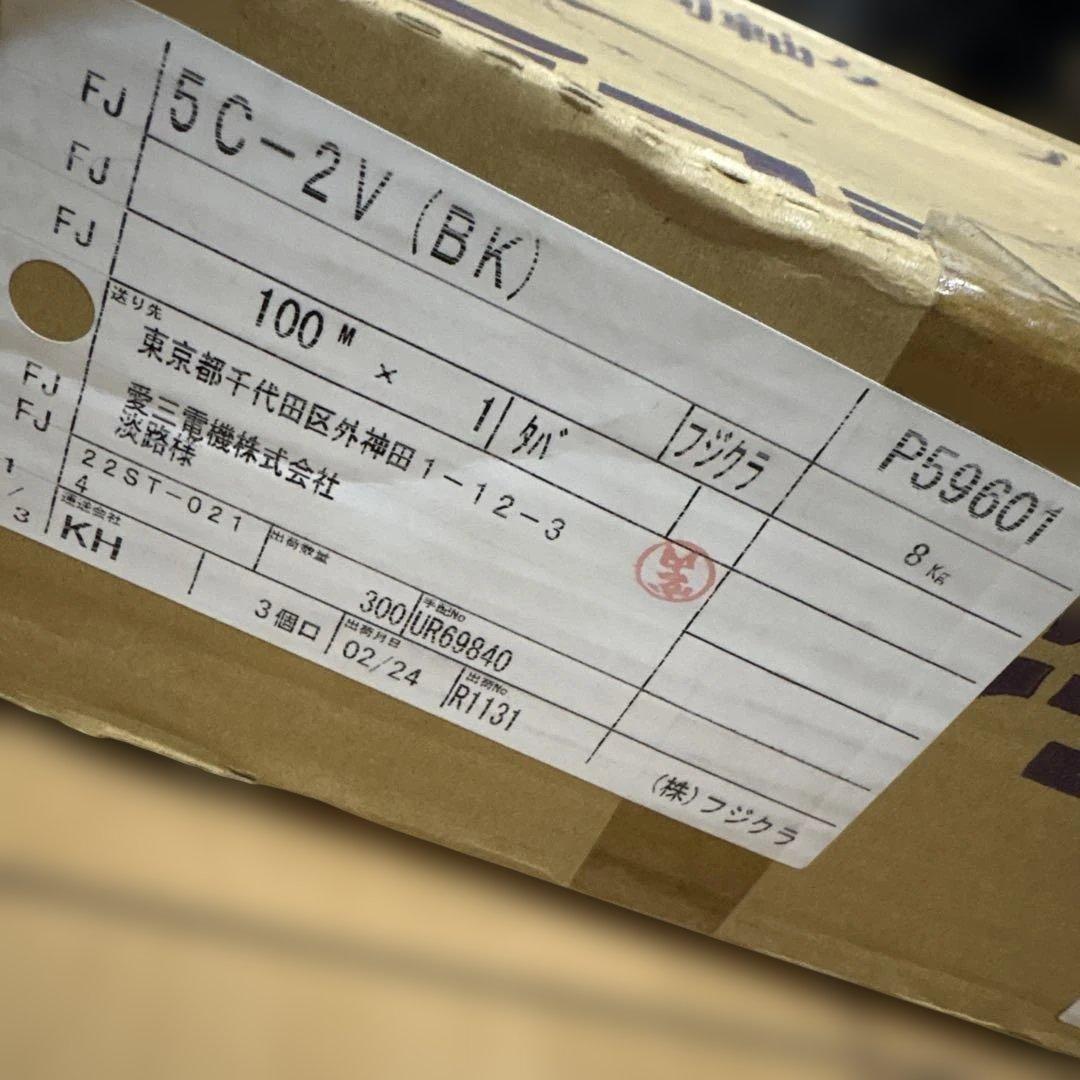 5C-2V (BK)
FJ
FJ
FJ
P59601
100 M × 1 タバ
フジクラ
8 Kg
送り先
東京都千代田区外神田1-12-3
愛三電機株式会社
淡路様
FJ
FJ
22ST-021
4
出荷数量
300
手配No
UR69840
1/3
運送会社
KH
3個口
出荷月日
02/24
出荷No
R1131
(株)フジクラ